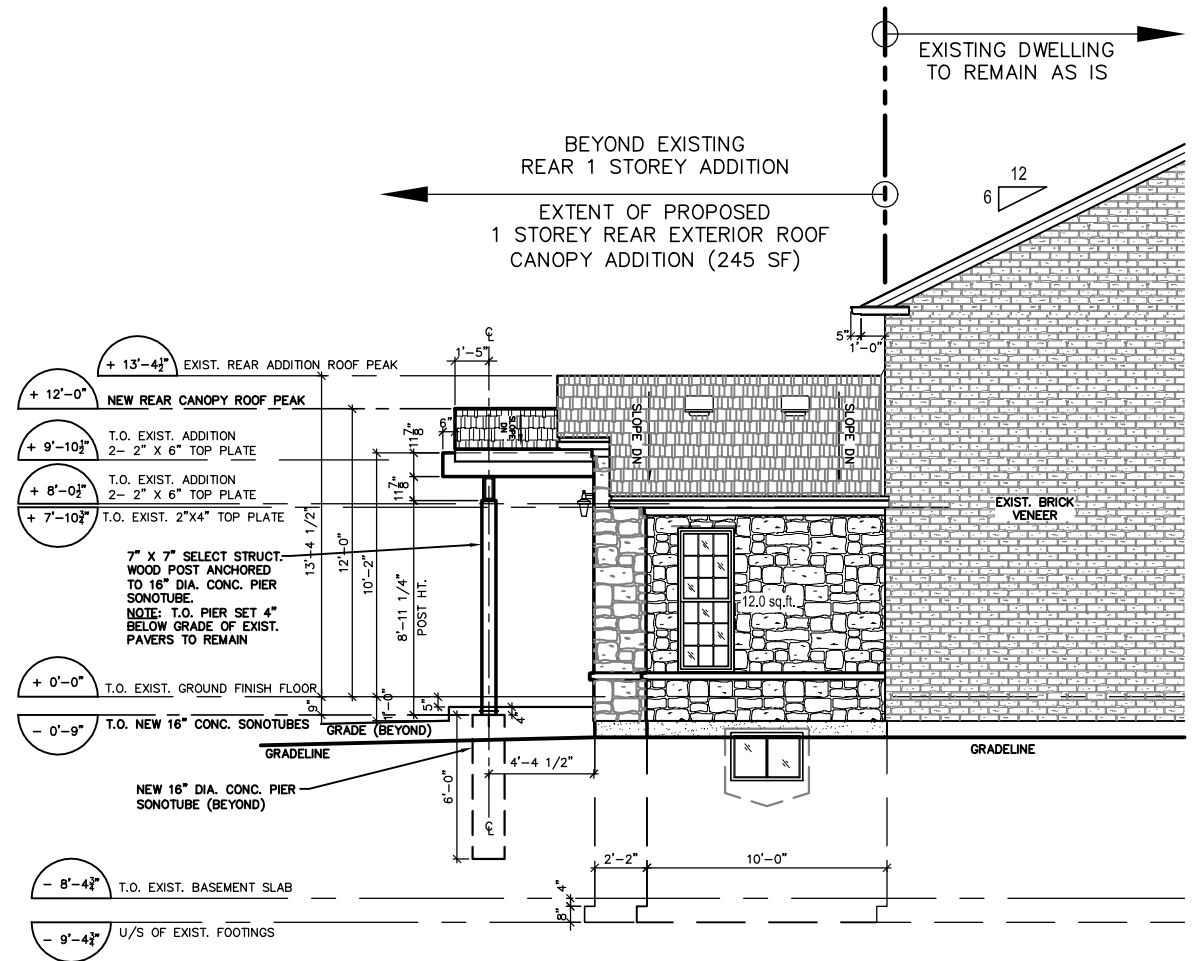 EXISTING DWELLING
TO REMAIN AS IS
BEYOND EXISTING
REAR 1 STOREY ADDITION
EXTENT OF PROPOSED
1 STOREY REAR EXTERIOR ROOF
CANOPY ADDITION (245 SF)
12
6
5"
1'-0"
℄
1'-5"
+ 13'-4½"
EXIST. REAR ADDITION ROOF PEAK
+ 12'-0"
NEW REAR CANOPY ROOF PEAK
+ 9'-10½"
T.O. EXIST. ADDITION
2- 2" X 6" TOP PLATE
+ 8'-0½"
T.O. EXIST. ADDITION
2- 2" X 6" TOP PLATE
+ 7'-10¾"
T.O. EXIST. 2"X4" TOP PLATE
6"
11⅞"
11⅞"
SLOPE
DN
SLOPE DN
SLOPE DN
EXIST. BRICK
VENEER
7" X 7" SELECT STRUCT.
WOOD POST ANCHORED
TO 16" DIA. CONC. PIER
SONOTUBE.
NOTE: T.O. PIER SET 4"
BELOW GRADE OF EXIST.
PAVERS TO REMAIN
13'-4 1/2"
12'-0"
10'-2"
8'-11 1/4"
POST HT.
12.0 sq.ft.
+ 0'-0"
T.O. EXIST. GROUND FINISH FLOOR
- 0'-9"
T.O. NEW 16" CONC. SONOTUBES
9"
1'-0"
5"
4"
GRADE (BEYOND)
GRADELINE
GRADELINE
4'-4 1/2"
6'-0"
NEW 16" DIA. CONC. PIER
SONOTUBE (BEYOND)
℄
2'-2"
10'-0"
- 8'-4¾"
T.O. EXIST. BASEMENT SLAB
4"
8"
- 9'-4¾"
U/S OF EXIST. FOOTINGS